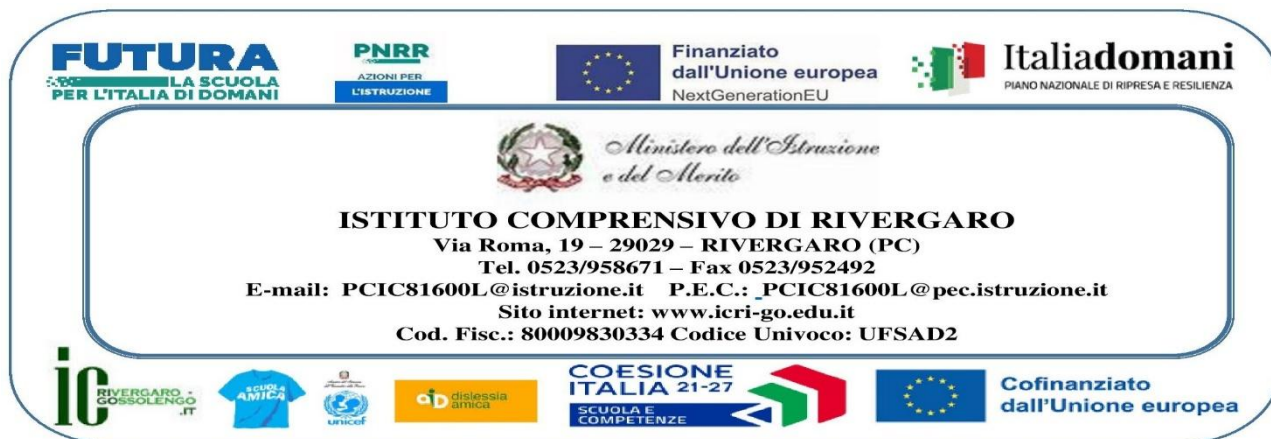 FUTURA
LA SCUOLA
PER L'ITALIA DI DOMANI
PNRR
AZIONI PER
L'ISTRUZIONE
Finanziato
dall'Unione europea
NextGenerationEU
Italiadomani
PIANO NAZIONALE DI RIPRESA E RESILIENZA
Ministero dell'Istruzione
e del Merito
ISTITUTO COMPRENSIVO DI RIVERGARO
Via Roma, 19 – 29029 – RIVERGARO (PC)
Tel. 0523/958671 – Fax 0523/952492
E-mail: PCIC81600L@istruzione.it P.E.C.: PCIC81600L@pec.istruzione.it
Sito internet: www.icri-go.edu.it
Cod. Fisc.: 80009830334 Codice Univoco: UFSAD2
ic
RIVERGARO -
GOSSOLENGO
.IT
SCUOLA
AMICA
unicef
aiD dislessia
amica
COESIONE
ITALIA 21-27
SCUOLA E
COMPETENZE
Cofinanziato
dall'Unione europea